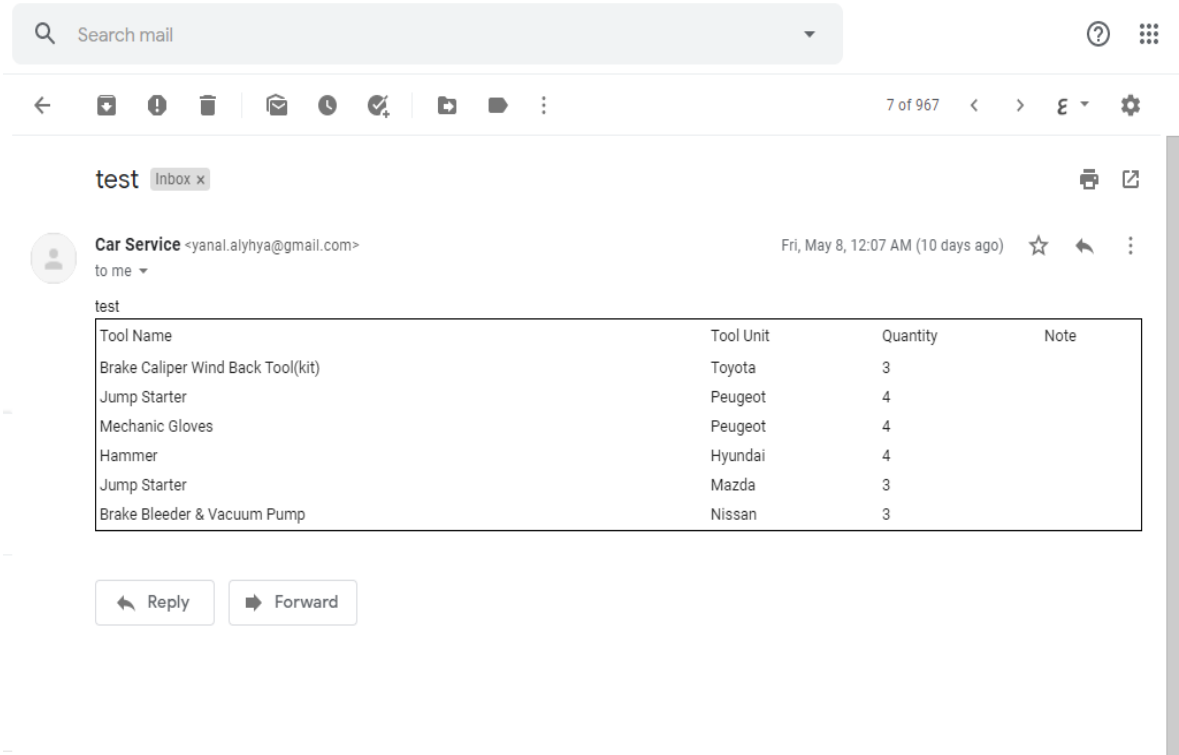 Search mail
7 of 967 ع
test Inbox x
Car Service <yanal.alyhya@gmail.com> Fri, May 8, 12:07 AM (10 days ago)
to me
test
Tool Name Tool Unit Quantity Note
Brake Caliper Wind Back Tool(kit) Toyota 3
Jump Starter Peugeot 4
Mechanic Gloves Peugeot 4
Hammer Hyundai 4
Jump Starter Mazda 3
Brake Bleeder & Vacuum Pump Nissan 3
Reply Forward